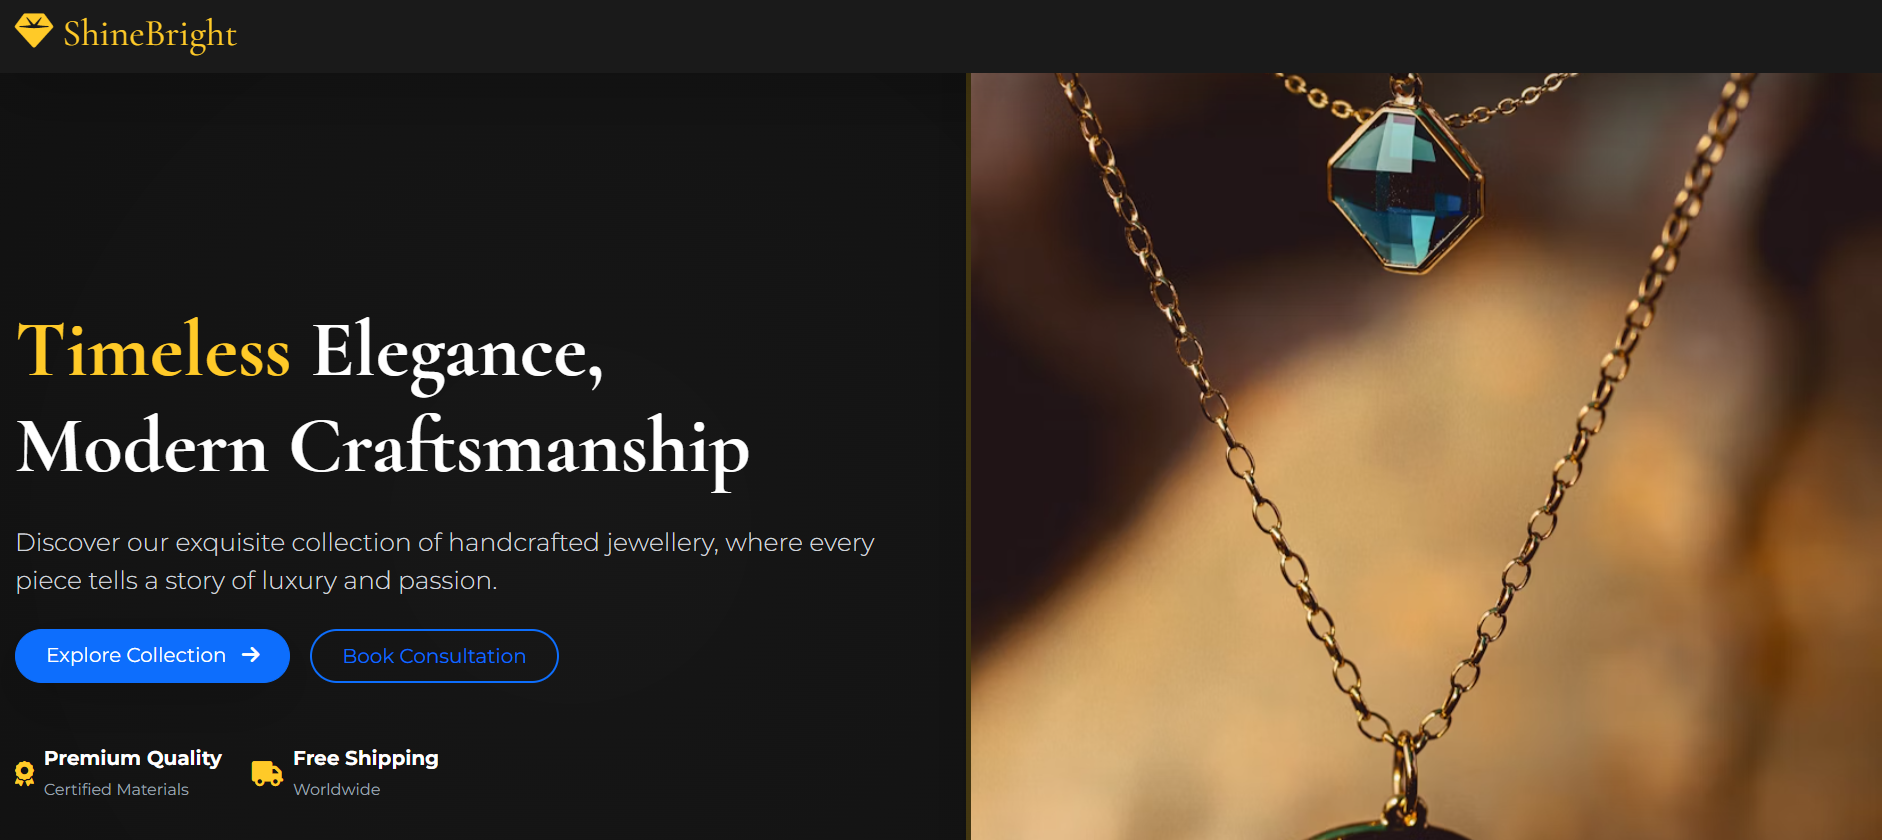 ShineBright
Timeless Elegance,
Modern Craftsmanship
Discover our exquisite collection of handcrafted jewellery, where every
piece tells a story of luxury and passion.
Explore Collection
Book Consultation
Premium Quality
Certified Materials
Free Shipping
Worldwide